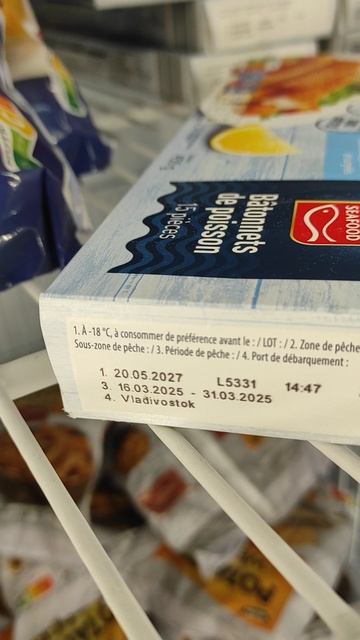 SEAFOOD
Bâtonnets
de poisson
15 pièces
1. À -18 °C, à consommer de préférence avant le : / LOT : / 2. Zone de pêche
Sous-zone de pêche : / 3. Période de pêche : / 4. Port de débarquement :
1. 20.05.2027 L5331 14:47
3. 16.03.2025 - 31.03.2025
4. Vladivostok